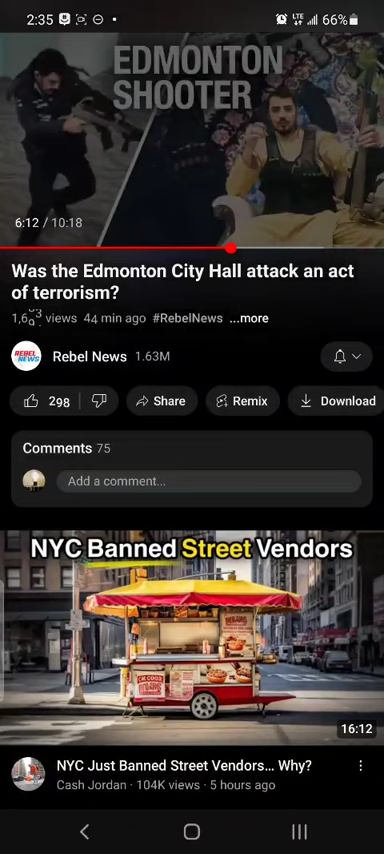 2:35
LTE
66%
EDMONTON
SHOOTER
6:12 / 10:18
Was the Edmonton City Hall attack an act
of terrorism?
views 44 min ago #RebelNews ...more
REBEL
NEWS
Rebel News 1.63M
298
Share
Remix
Download
Comments 75
Add a comment...
NYC Banned Street Vendors
16:12
NYC Just Banned Street Vendors... Why?
Cash Jordan · 104K views · 5 hours ago